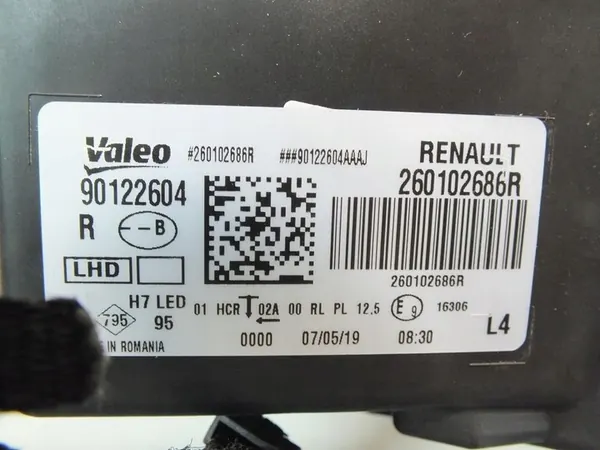 Valeo #260102686R ###90122604AAAJ RENAULT
90122604 260102686R
R B
LHD 260102686R
H7 LED 01 HCR 02A 00 RL PL 12.5 E9 16306
795 95 L4
IN ROMANIA 0000 07/05/19 08:30